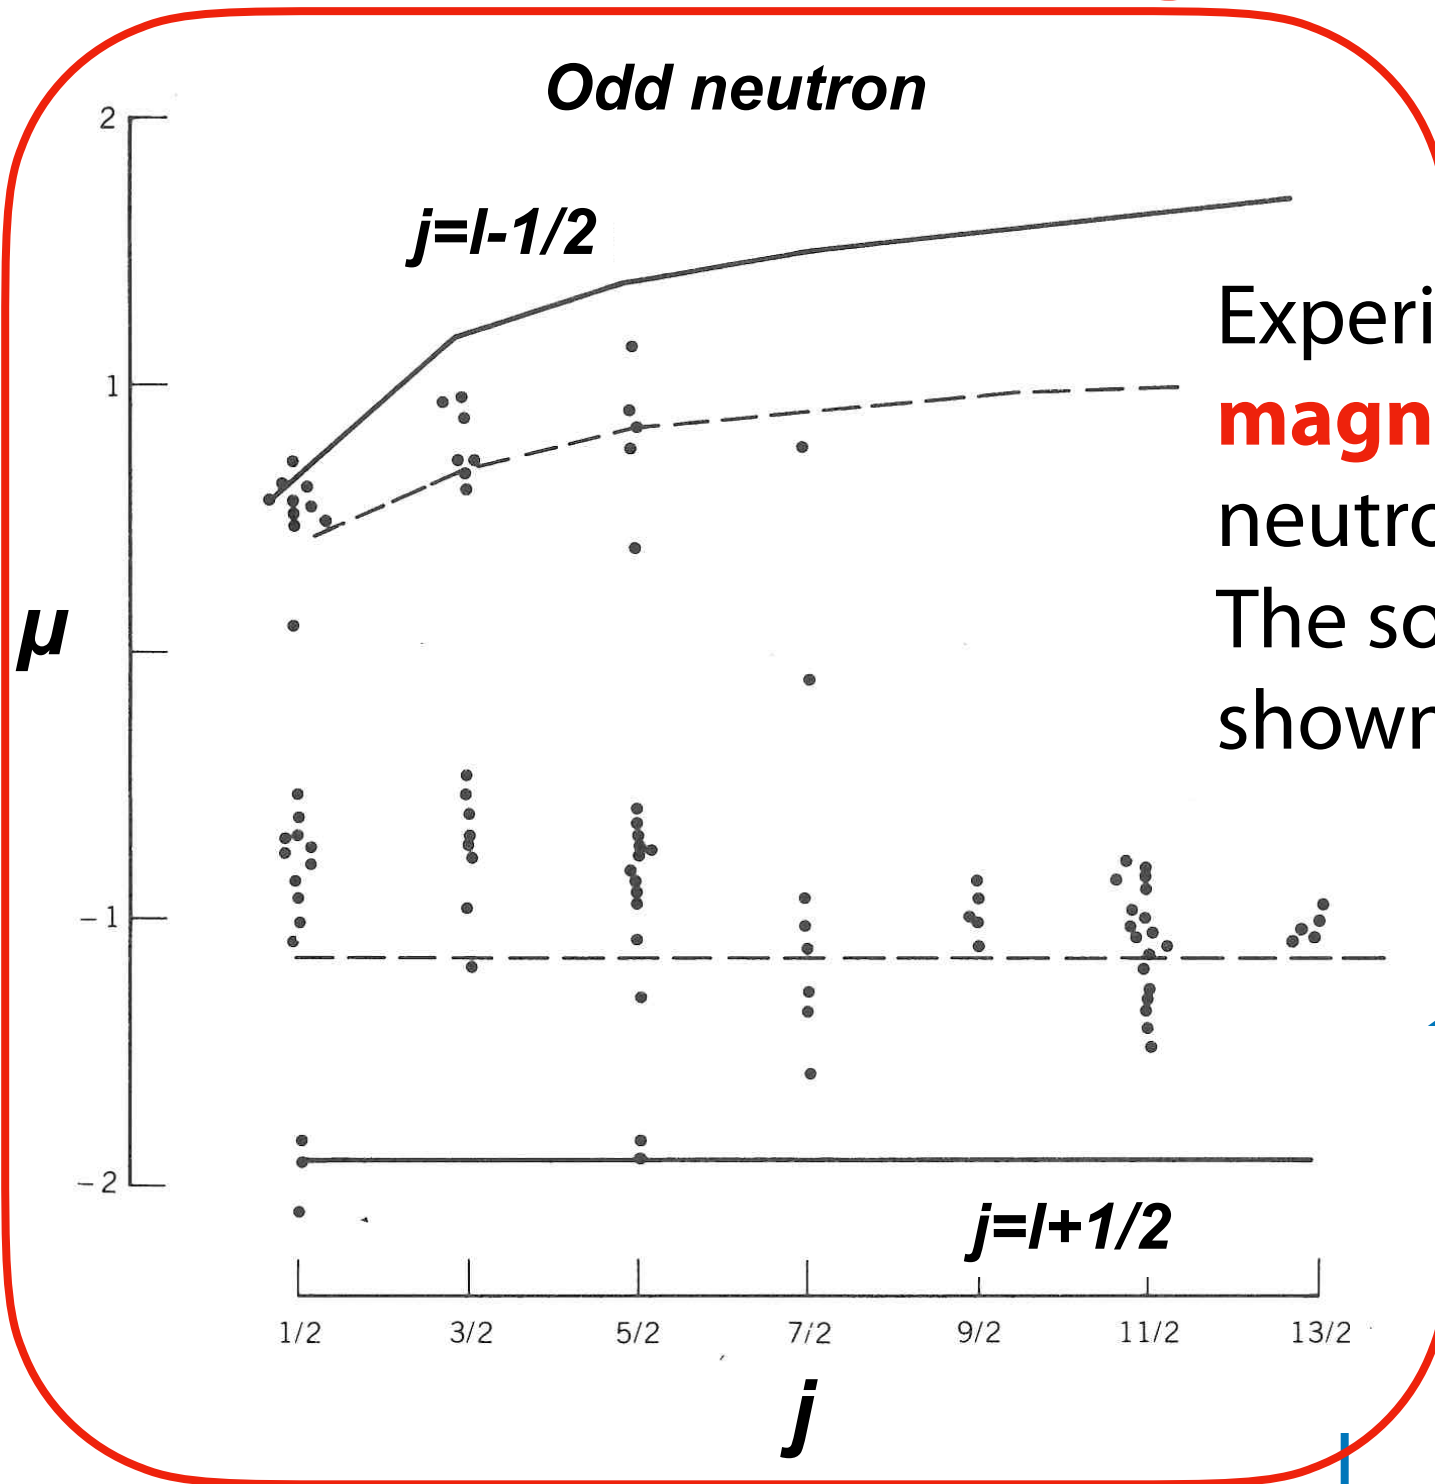 Odd neutron
2
j=l-1/2
1
μ
-1
-2
j=l+1/2
1/2 3/2 5/2 7/2 9/2 11/2 13/2
j
Experi
magn
neutro
The so
shown